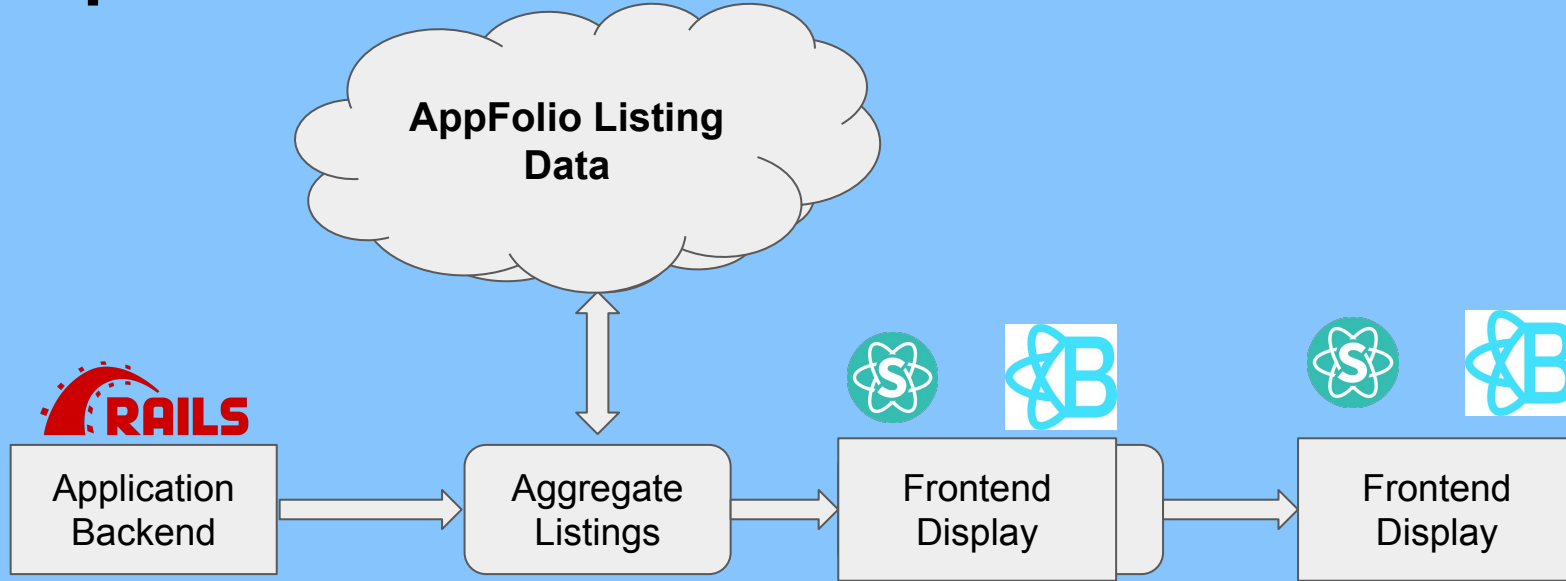 AppFolio Listing
Data
RAILS
S
B
S
B
Application
Backend
Aggregate
Listings
Frontend
Display
Frontend
Display